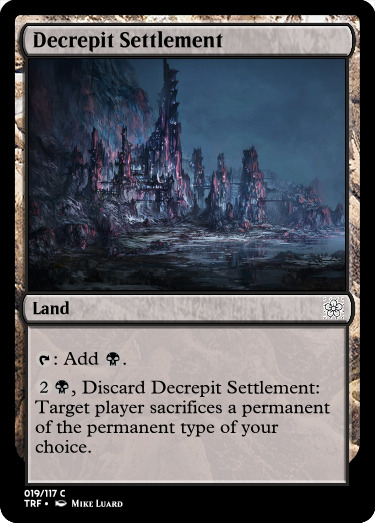 Decrepit Settlement
Land
: Add .
2 , Discard Decrepit Settlement:
Target player sacrifices a permanent
of the permanent type of your
choice.
019/117 C
TRF • Mike Luard